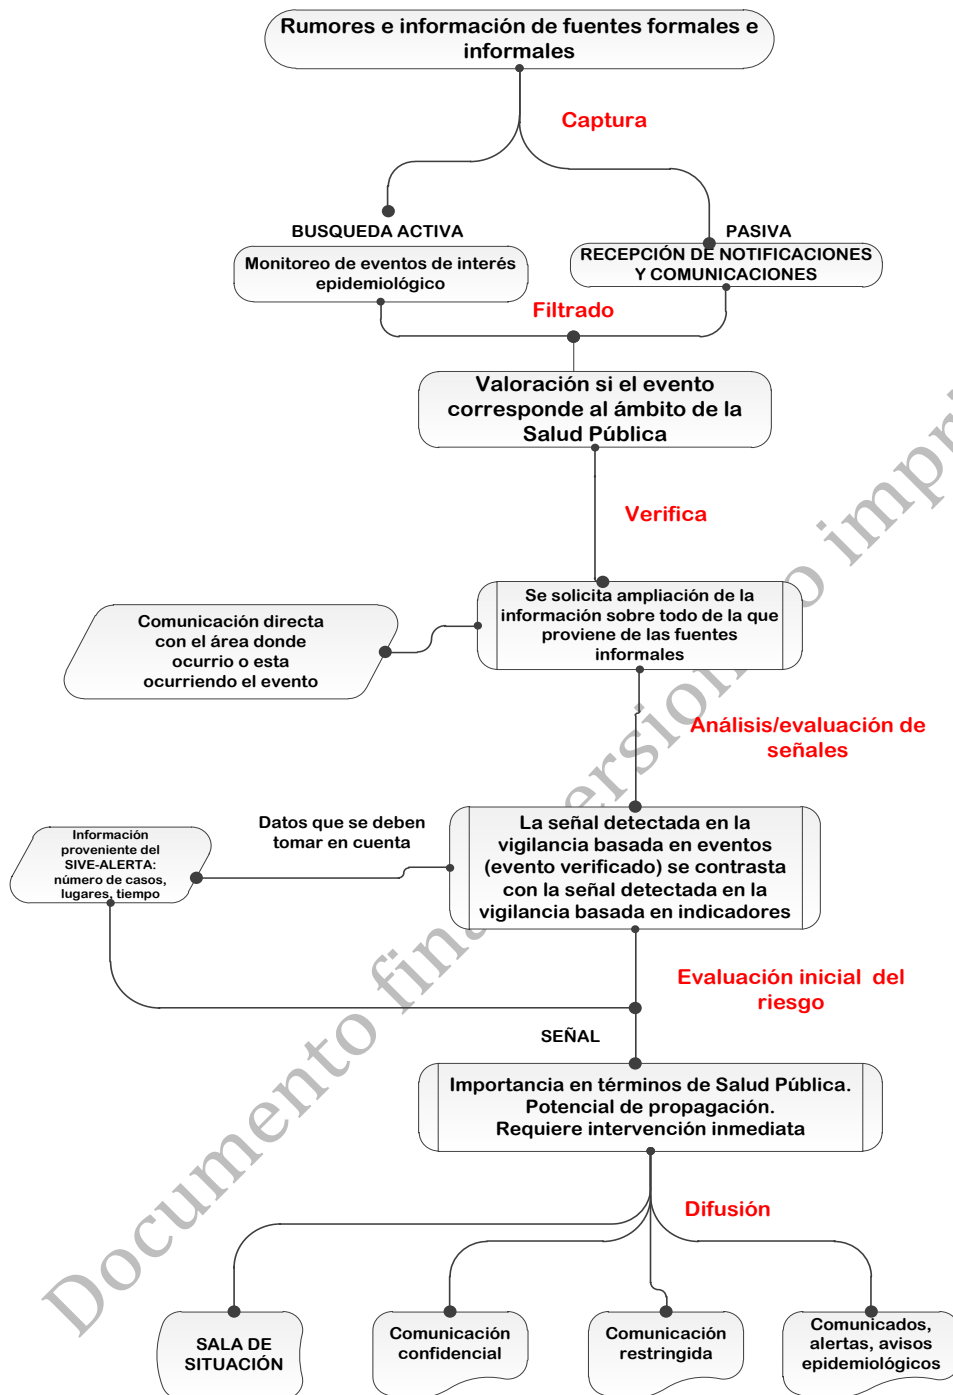 Rumores e información de fuentes formales e
informales
Captura
BUSQUEDA ACTIVA
PASIVA
Monitoreo de eventos de interés
epidemiológico
RECEPCIÓN DE NOTIFICACIONES
Y COMUNICACIONES
Filtrado
Valoración si el evento
corresponde al ámbito de la
Salud Pública
Verifica
Se solicita ampliación de la
información sobre todo de la que
proviene de las fuentes
informales
Comunicación directa
con el área donde
ocurrio o esta
ocurriendo el evento
Análisis/evaluación de
señales
La señal detectada en la
vigilancia basada en eventos
(evento verificado) se contrasta
con la señal detectada en la
vigilancia basada en indicadores
Datos que se deben
tomar en cuenta
Información
proveniente del
SIVE-ALERTA:
número de casos,
lugares, tiempo
Evaluación inicial del
riesgo
SEÑAL
Importancia en términos de Salud Pública.
Potencial de propagación.
Requiere intervención inmediata
Difusión
SALA DE
SITUACIÓN
Comunicación
confidencial
Comunicación
restringida
Comunicados,
alertas, avisos
epidemiológicos
Documento